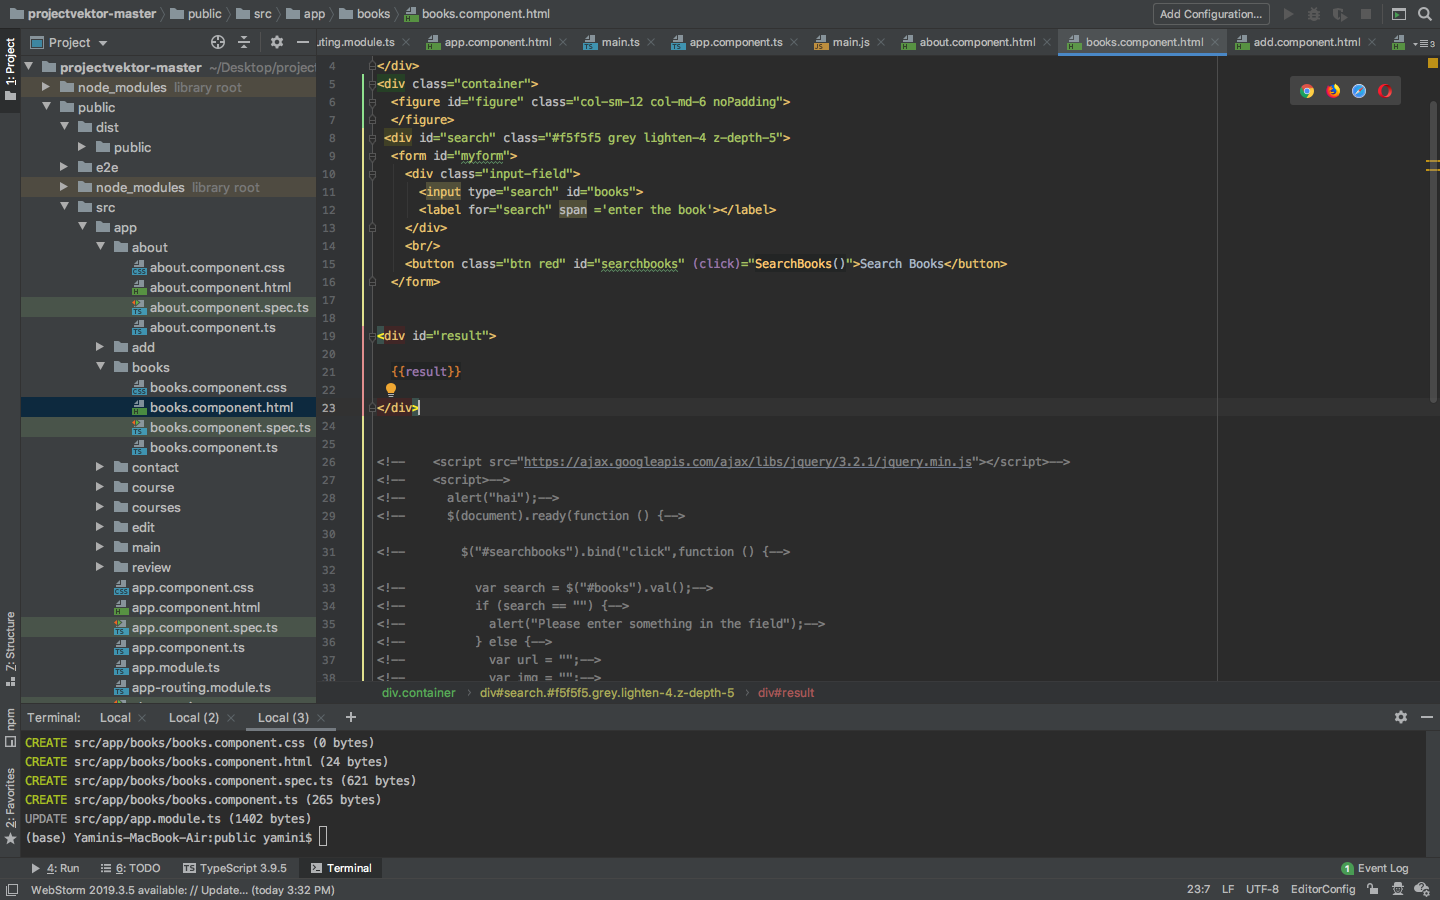 projectvektor-master
public
src
app
books
books.component.html
Add Configuration...
Project
uting.module.ts
app.component.html
main.ts
app.component.ts
main.js
about.component.html
books.component.html
add.component.html
3
1: Project
7: Structure
npm
2: Favorites
projectvektor-master ~/Desktop/project
node_modules library root
public
dist
public
e2e
node_modules library root
src
app
about
about.component.css
about.component.html
about.component.spec.ts
about.component.ts
add
books
books.component.css
books.component.html
books.component.spec.ts
books.component.ts
contact
course
courses
edit
main
review
app.component.css
app.component.html
app.component.spec.ts
app.component.ts
app.module.ts
app-routing.module.ts
4 </div>
5 <div class="container">
6 <figure id="figure" class="col-sm-12 col-md-6 noPadding">
7 </figure>
8 <div id="search" class="#f5f5f5 grey lighten-4 z-depth-5">
9 <form id="myform">
10 <div class="input-field">
11 <input type="search" id="books">
12 <label for="search" span ='enter the book'></label>
13 </div>
14 <br/>
15 <button class="btn red" id="searchbooks" (click)="SearchBooks()">Search Books</button>
16 </form>
17
18
19 <div id="result">
20
21 {{result}}
22
23 </div>
24
25
26 <!-- <script src="https://ajax.googleapis.com/ajax/libs/jquery/3.2.1/jquery.min.js"></script>-->
27 <!-- <script>-->
28 <!-- alert("hai");-->
29 <!-- $(document).ready(function () {-->
30
31 <!-- $("#searchbooks").bind("click",function () {-->
32
33 <!-- var search = $("#books").val();-->
34 <!-- if (search == "") {-->
35 <!-- alert("Please enter something in the field");-->
36 <!-- } else {-->
37 <!-- var url = "";-->
38 <!-- var img = "";-->
div.container
div#search.#f5f5f5.grey.lighten-4.z-depth-5
div#result
Terminal:
Local
Local (2)
Local (3)
CREATE src/app/books/books.component.css (0 bytes)
CREATE src/app/books/books.component.html (24 bytes)
CREATE src/app/books/books.component.spec.ts (621 bytes)
CREATE src/app/books/books.component.ts (265 bytes)
UPDATE src/app/app.module.ts (1402 bytes)
(base) Yaminis-MacBook-Air:public yamini$
4: Run
6: TODO
TypeScript 3.9.5
Terminal
1 Event Log
WebStorm 2019.3.5 available: // Update... (today 3:32 PM)
23:7
LF
UTF-8
EditorConfig